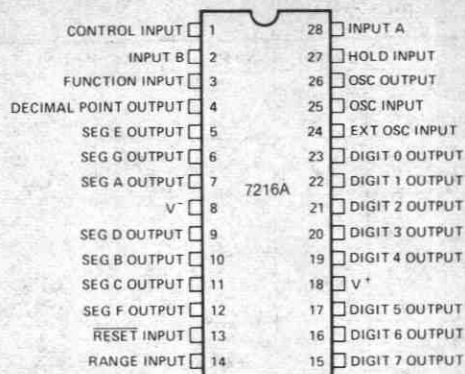 CONTROL INPUT 1 28 INPUT A
INPUT B 2 27 HOLD INPUT
FUNCTION INPUT 3 26 OSC OUTPUT
DECIMAL POINT OUTPUT 4 25 OSC INPUT
SEG E OUTPUT 5 24 EXT OSC INPUT
SEG G OUTPUT 6 23 DIGIT 0 OUTPUT
SEG A OUTPUT 7 22 DIGIT 1 OUTPUT
7216A
V⁻ 8 21 DIGIT 2 OUTPUT
SEG D OUTPUT 9 20 DIGIT 3 OUTPUT
SEG B OUTPUT 10 19 DIGIT 4 OUTPUT
SEG C OUTPUT 11 18 V⁺
SEG F OUTPUT 12 17 DIGIT 5 OUTPUT
RESET INPUT 13 16 DIGIT 6 OUTPUT
RANGE INPUT 14 15 DIGIT 7 OUTPUT